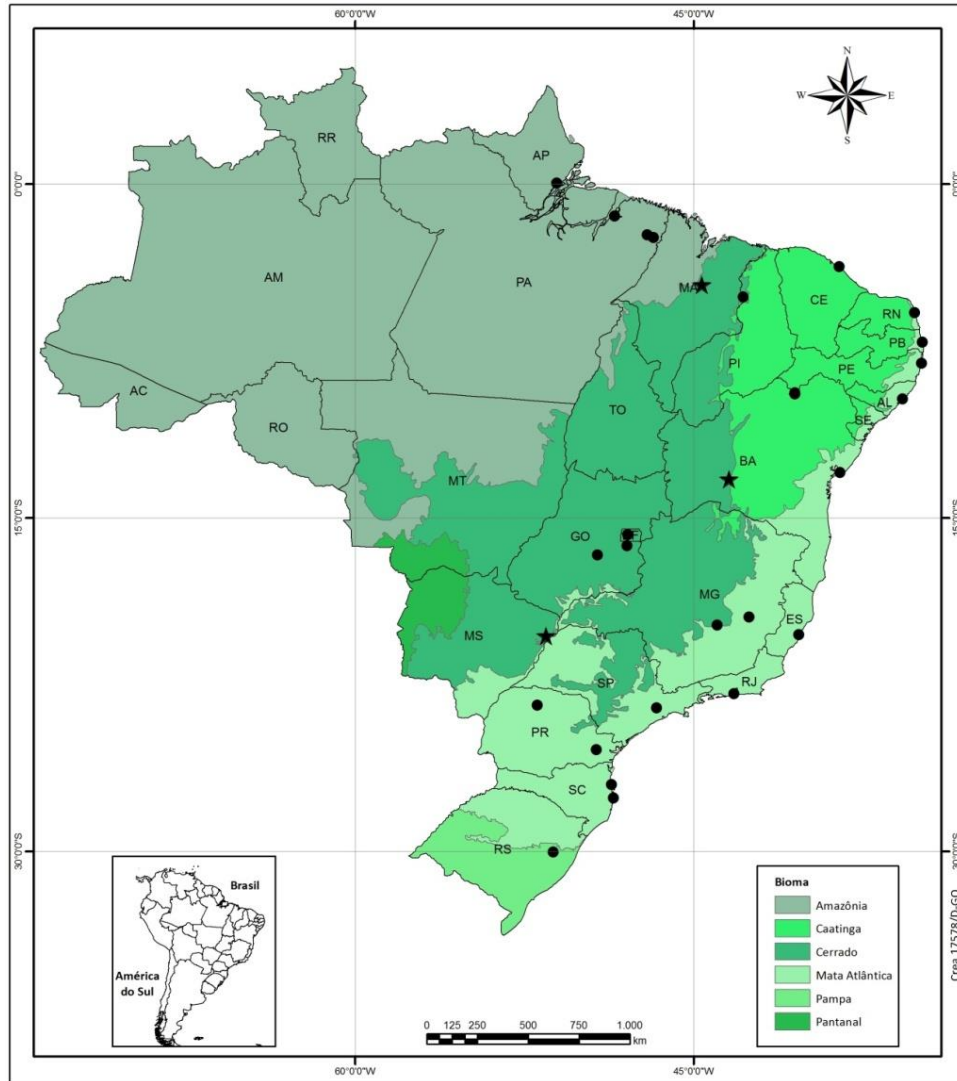 60°0'0"W
45°0'0"W
N
W
E
S
RR
AP
0°0'0"
0°0'0"
AM
PA
MA
CE
RN
PB
PI
PE
AC
TO
AL
SE
RO
BA
MT
15°0'0"S
15°0'0"S
GO
MG
ES
MS
SP
RJ
PR
SC
RS
30°0'0"S
30°0'0"S
Brasil
América
do Sul
Bioma
Amazônia
Caatinga
Cerrado
Mata Atlântica
Pampa
Pantanal
0 125 250 500 750 1.000
km
60°0'0"W
45°0'0"W
Crea 17578/D-GO